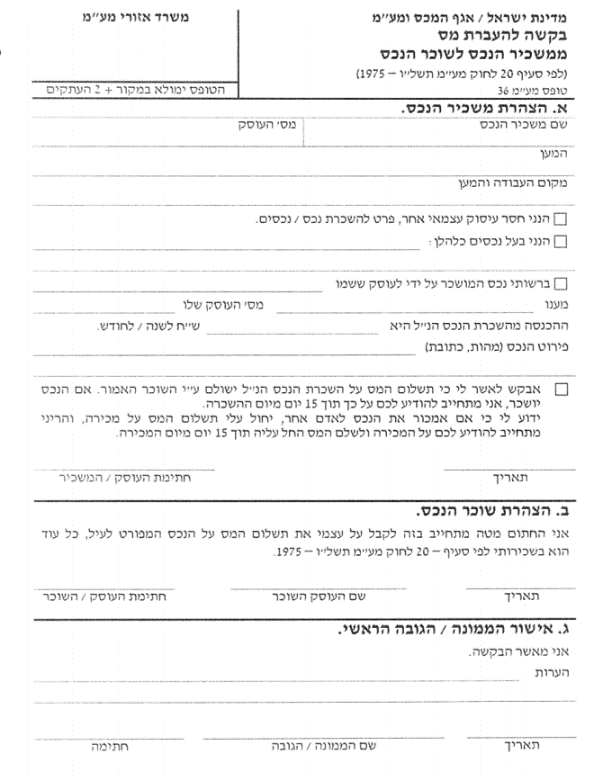 מדינת ישראל / אגף המכס ומע״מ
בקשה להעברת מס
ממשכיר הנכס לשוכר הנכס
(לפי סעיף 20 לחוק מע״מ תשל״ו – 1975)
טופס מע״מ 36
משרד אזורי מע״מ
הטופס ימולא במקור + 2 העתקים
א. הצהרת משכיר הנכס.
שם משכיר הנכס
מס׳ העוסק
המען
מקום העבודה והמען
הנני חסר עיסוק עצמאי אחר, פרט להשכרת נכס / נכסים.
הנני בעל נכסים כלהלן:
ברשותי נכס המושכר על ידי לעוסק ששמו
מענו
מס׳ העוסק שלו
ההכנסה מהשכרת הנכס הנ״ל היא
ש״ח לשנה / לחודש.
פירוט הנכס (מהות, כתובת)
אבקש לאשר לי כי תשלום המס על השכרת הנכס הנ״ל ישולם ע״י השוכר האמור. אם הנכס
יושכר, אני מתחייב להודיע לכם על כך תוך 15 יום מיום ההשכרה.
ידוע לי כי אם אמכור את הנכס לאדם אחר, יחול עלי תשלום המס על מכירה, והריני
מתחייב להודיע לכם על המכירה ולשלם המס החל עליה תוך 15 יום מיום המכירה.
תאריך
חתימת העוסק / המשכיר
ב. הצהרת שוכר הנכס.
אני החתום מטה מתחייב בזה לקבל על עצמי את תשלום המס על הנכס המפורט לעיל, כל עוד
הוא בשכירותי לפי סעיף – 20 לחוק מע״מ תשל״ו – 1975.
תאריך
שם העוסק השוכר
חתימת העוסק / השוכר
ג. אישור הממונה / הגובה הראשי.
אני מאשר הבקשה.
הערות
תאריך
שם הממונה / הגובה
חתימה